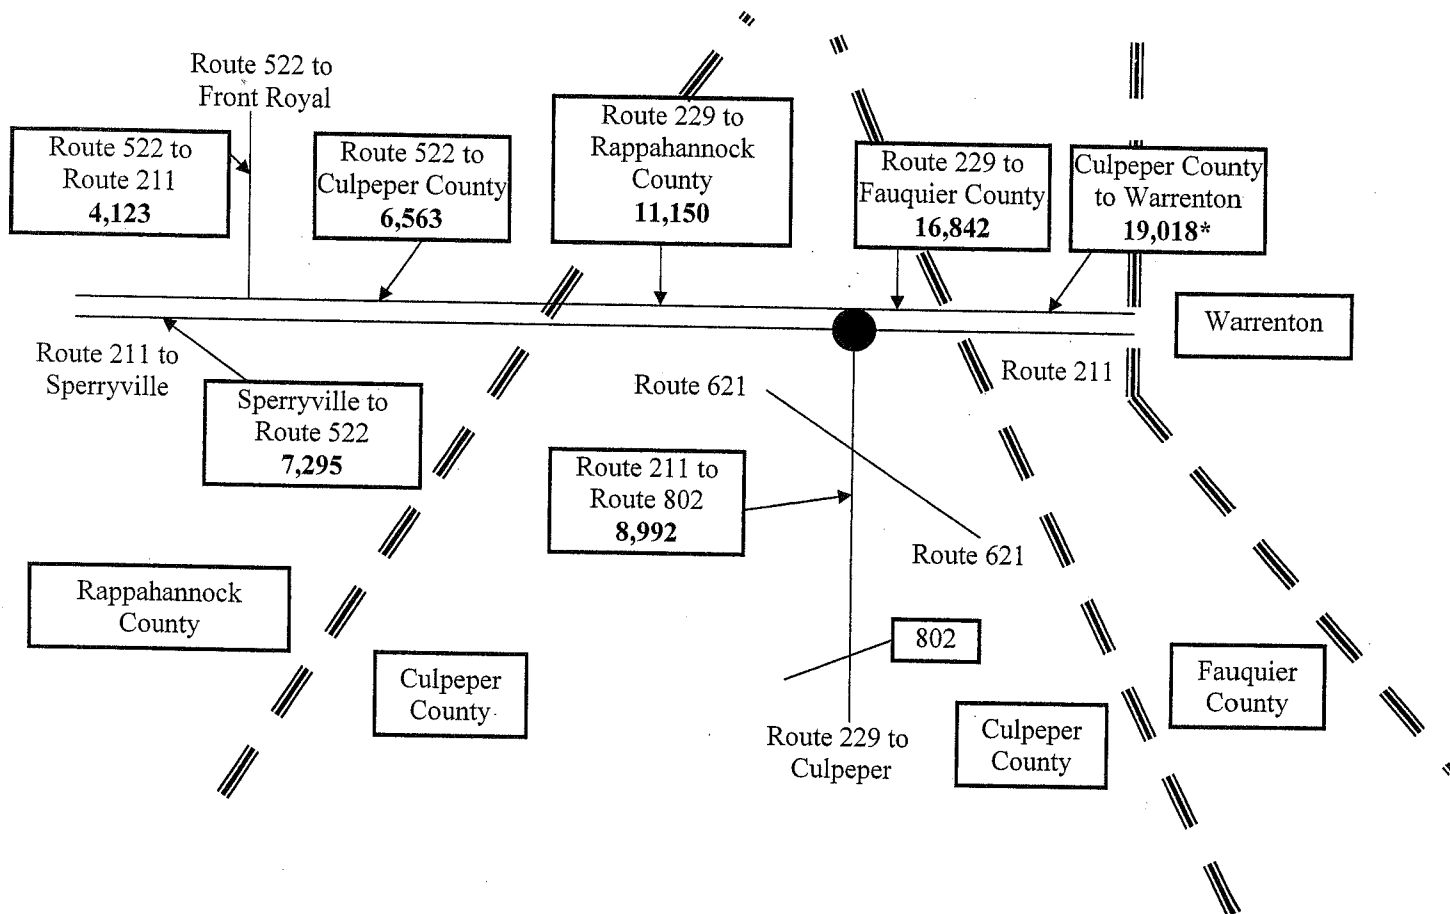 Route 522 to
Front Royal
Route 522 to
Route 211
4,123
Route 522 to
Culpeper County
6,563
Route 229 to
Rappahannock
County
11,150
Route 229 to
Fauquier County
16,842
Culpeper County
to Warrenton
19,018*
Warrenton
Route 211 to
Sperryville
Sperryville to
Route 522
7,295
Route 621
Route 211
Route 211 to
Route 802
8,992
Route 621
Rappahannock
County
Culpeper
County
802
Route 229 to
Culpeper
Culpeper
County
Fauquier
County